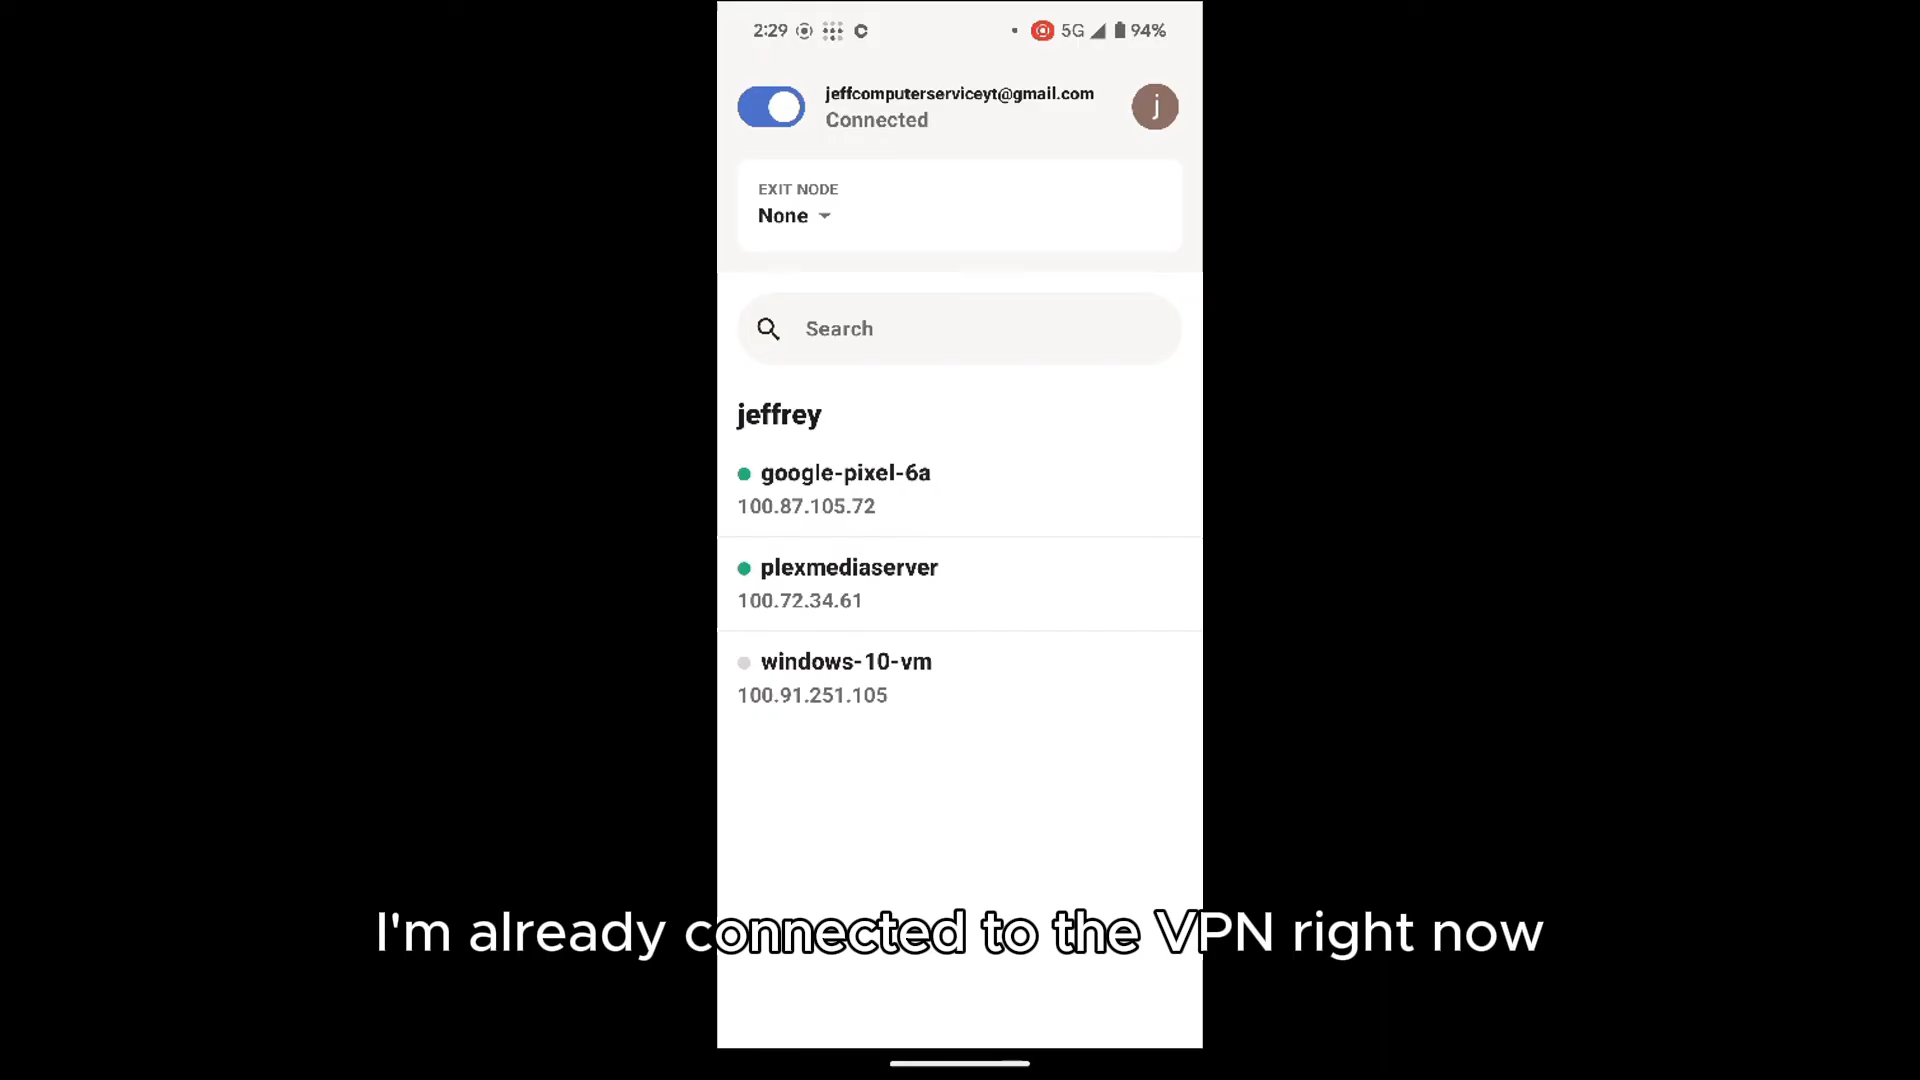 2:29 5G 94%
jeffcomputerserviceyt@gmail.com
Connected
j
EXIT NODE
None
Search
jeffrey
google-pixel-6a
100.87.105.72
plexmediaserver
100.72.34.61
windows-10-vm
100.91.251.105
I'm already connected to the VPN right now